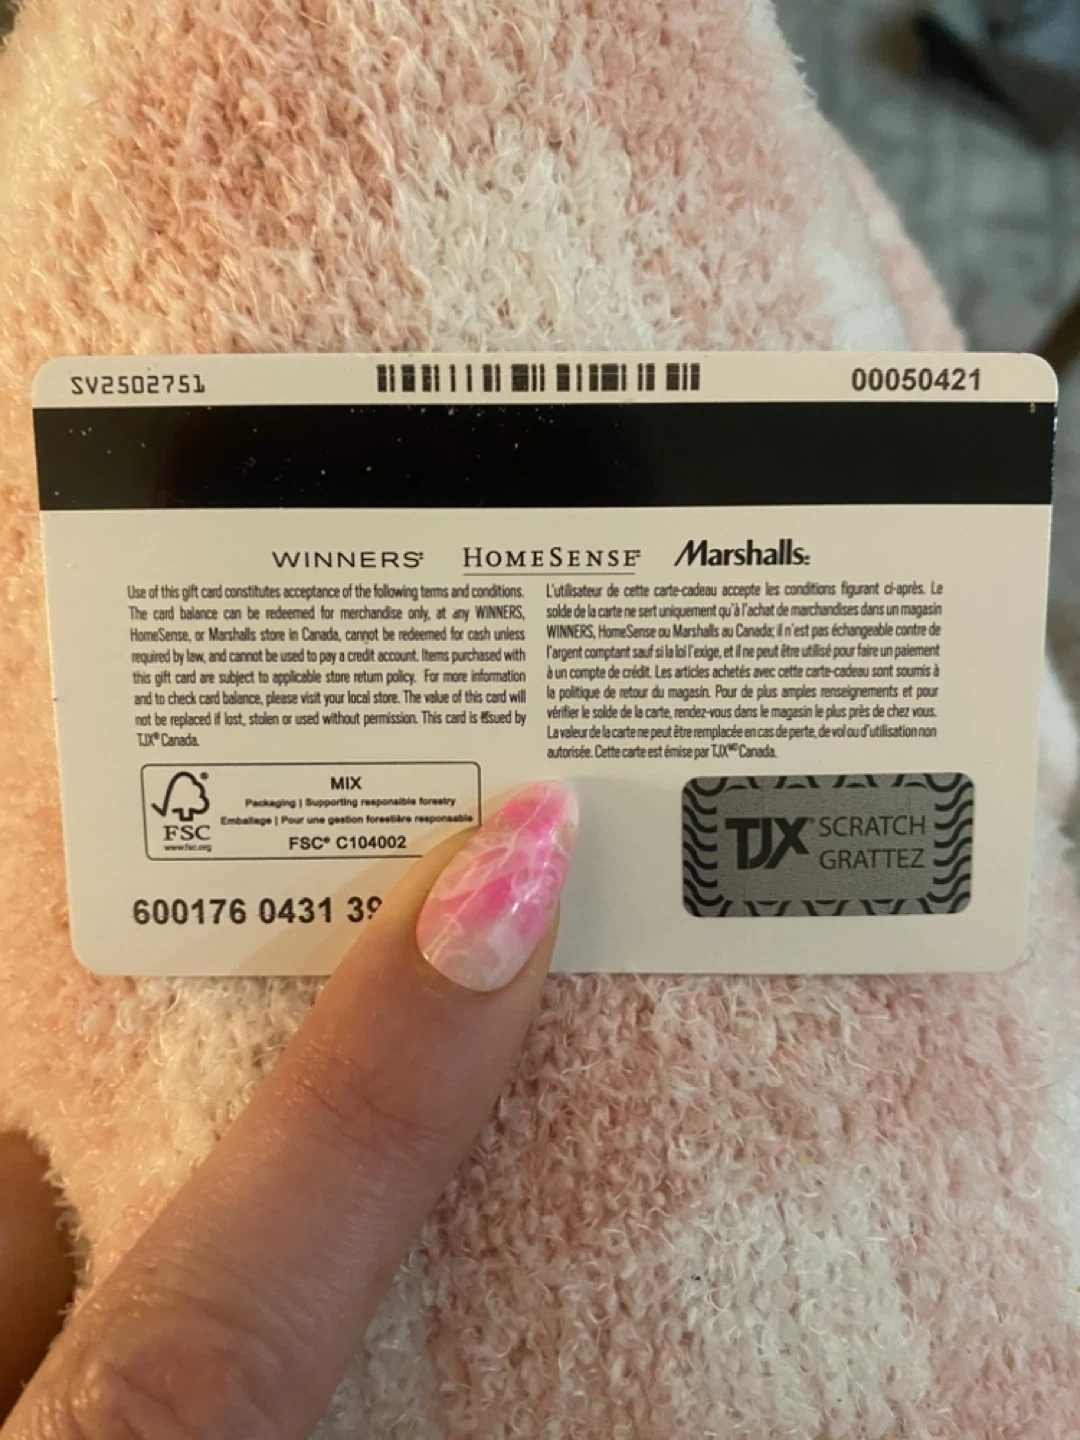 SV2502751
00050421
WINNERS HOMESENSE Marshalls
Use of this gift card constitutes acceptance of the following terms and conditions.
The card balance can be redeemed for merchandise only, at any WINNERS,
HomeSense, or Marshalls store in Canada, cannot be redeemed for cash unless
required by law, and cannot be used to pay a credit account. Items purchased with
this gift card are subject to applicable store return policy. For more information
and to check card balance, please visit your local store. The value of this card will
not be replaced if lost, stolen or used without permission. This card is issued by
TJX® Canada.
L'utilisateur de cette carte-cadeau accepte les conditions figurant ci-après. Le
solde de la carte ne sert uniquement qu'à l'achat de marchandises dans un magasin
WINNERS, HomeSense ou Marshalls au Canada; il n'est pas échangeable contre de
l'argent comptant sauf si la loi l'exige, et il ne peut être utilisé pour faire un paiement
à un compte de crédit. Les articles achetés avec cette carte-cadeau sont soumis à
la politique de retour du magasin. Pour de plus amples renseignements et pour
vérifier le solde de la carte, rendez-vous dans le magasin le plus près de chez vous.
La valeur de la carte ne peut être remplacée en cas de perte, de vol ou d'utilisation non
autorisée. Cette carte est émise par TJXᴹᴰ Canada.
FSC
www.fsc.org
MIX
Packaging | Supporting responsible forestry
Emballage | Pour une gestion forestière responsable
FSC® C104002
TJX SCRATCH
GRATTEZ
600176 0431 39